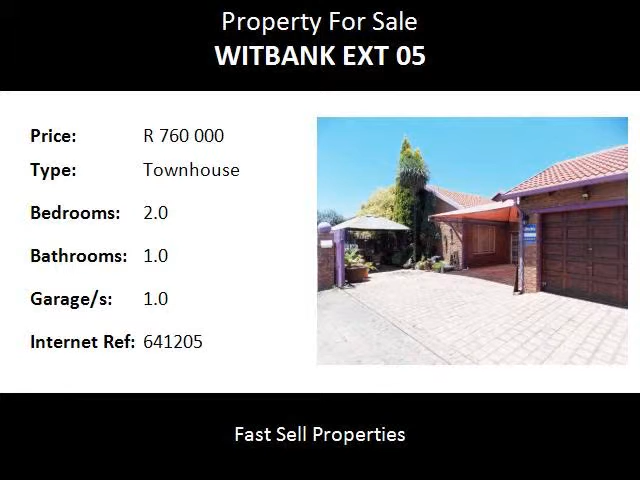 Property For Sale
WITBANK EXT 05
Price: R 760 000
Type: Townhouse
Bedrooms: 2.0
Bathrooms: 1.0
Garage/s: 1.0
Internet Ref: 641205
Fast Sell Properties